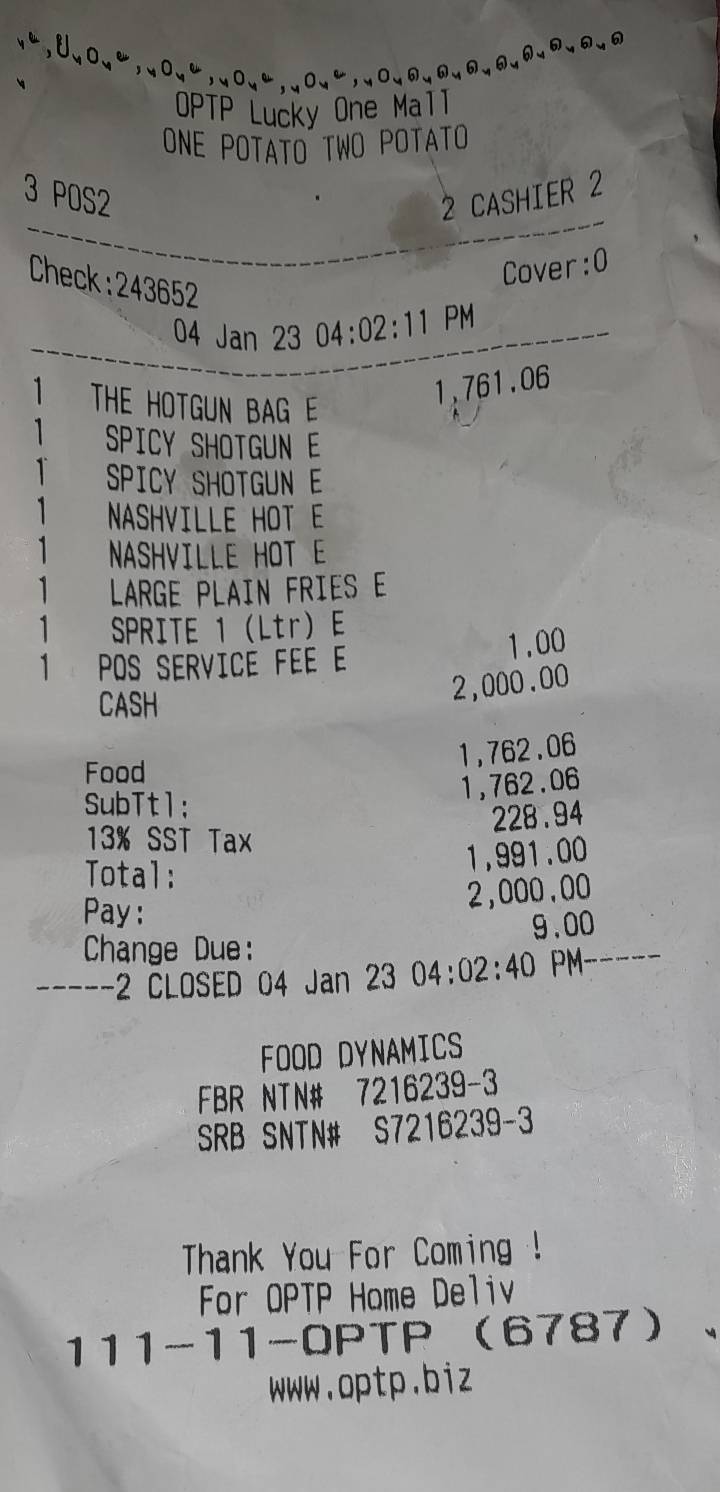 OPTP Lucky One Mall
ONE POTATO TWO POTATO
3 POS2 2 CASHIER 2
Check:243652 Cover:0
04 Jan 23 04:02:11 PM
1 THE HOTGUN BAG E 1,761.06
1 SPICY SHOTGUN E
1 SPICY SHOTGUN E
1 NASHVILLE HOT E
1 NASHVILLE HOT E
1 LARGE PLAIN FRIES E
1 SPRITE 1 (Ltr) E
1 POS SERVICE FEE E 1.00
CASH 2,000.00
Food 1,762.06
SubTtl: 1,762.06
13% SST Tax 228.94
Total: 1,991.00
Pay: 2,000.00
Change Due: 9.00
-----2 CLOSED 04 Jan 23 04:02:40 PM-----
FOOD DYNAMICS
FBR NTN# 7216239-3
SRB SNTN# S7216239-3
Thank You For Coming !
For OPTP Home Deliv
111-11-OPTP (6787)
www.optp.biz